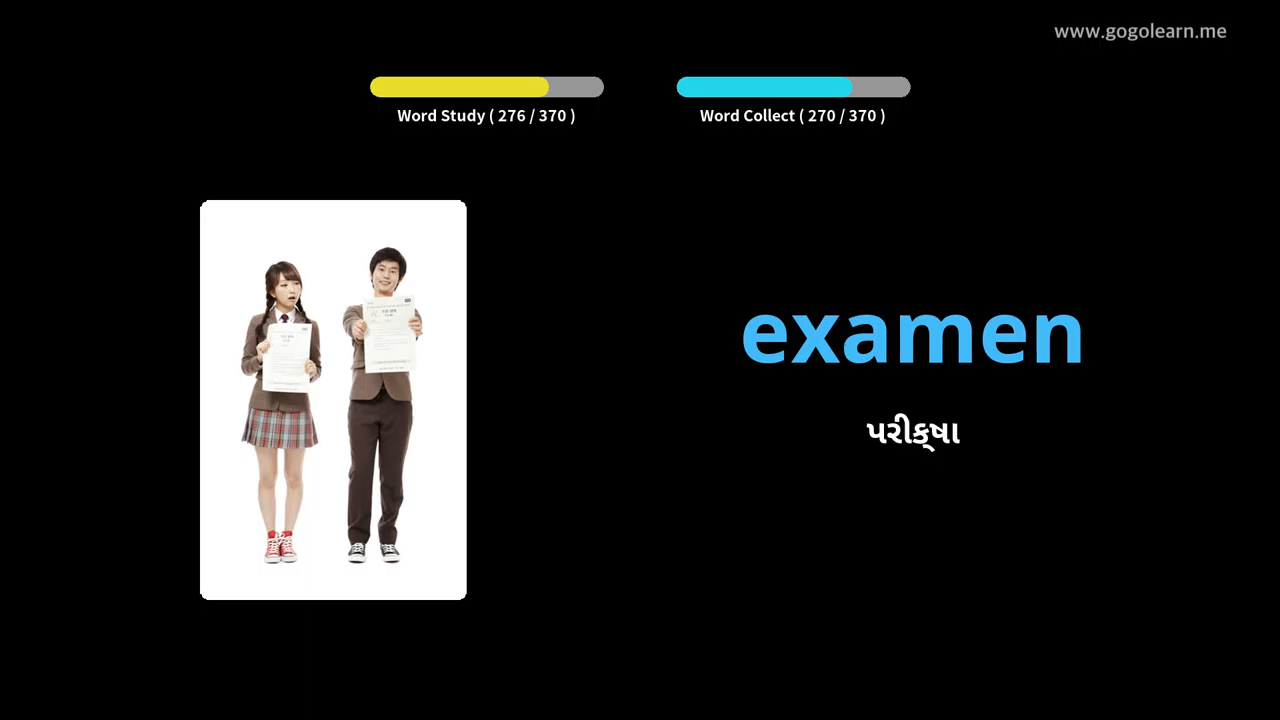 www.gogolearn.me
Word Study ( 276 / 370 )
Word Collect ( 270 / 370 )
examen
પરીક્ષા